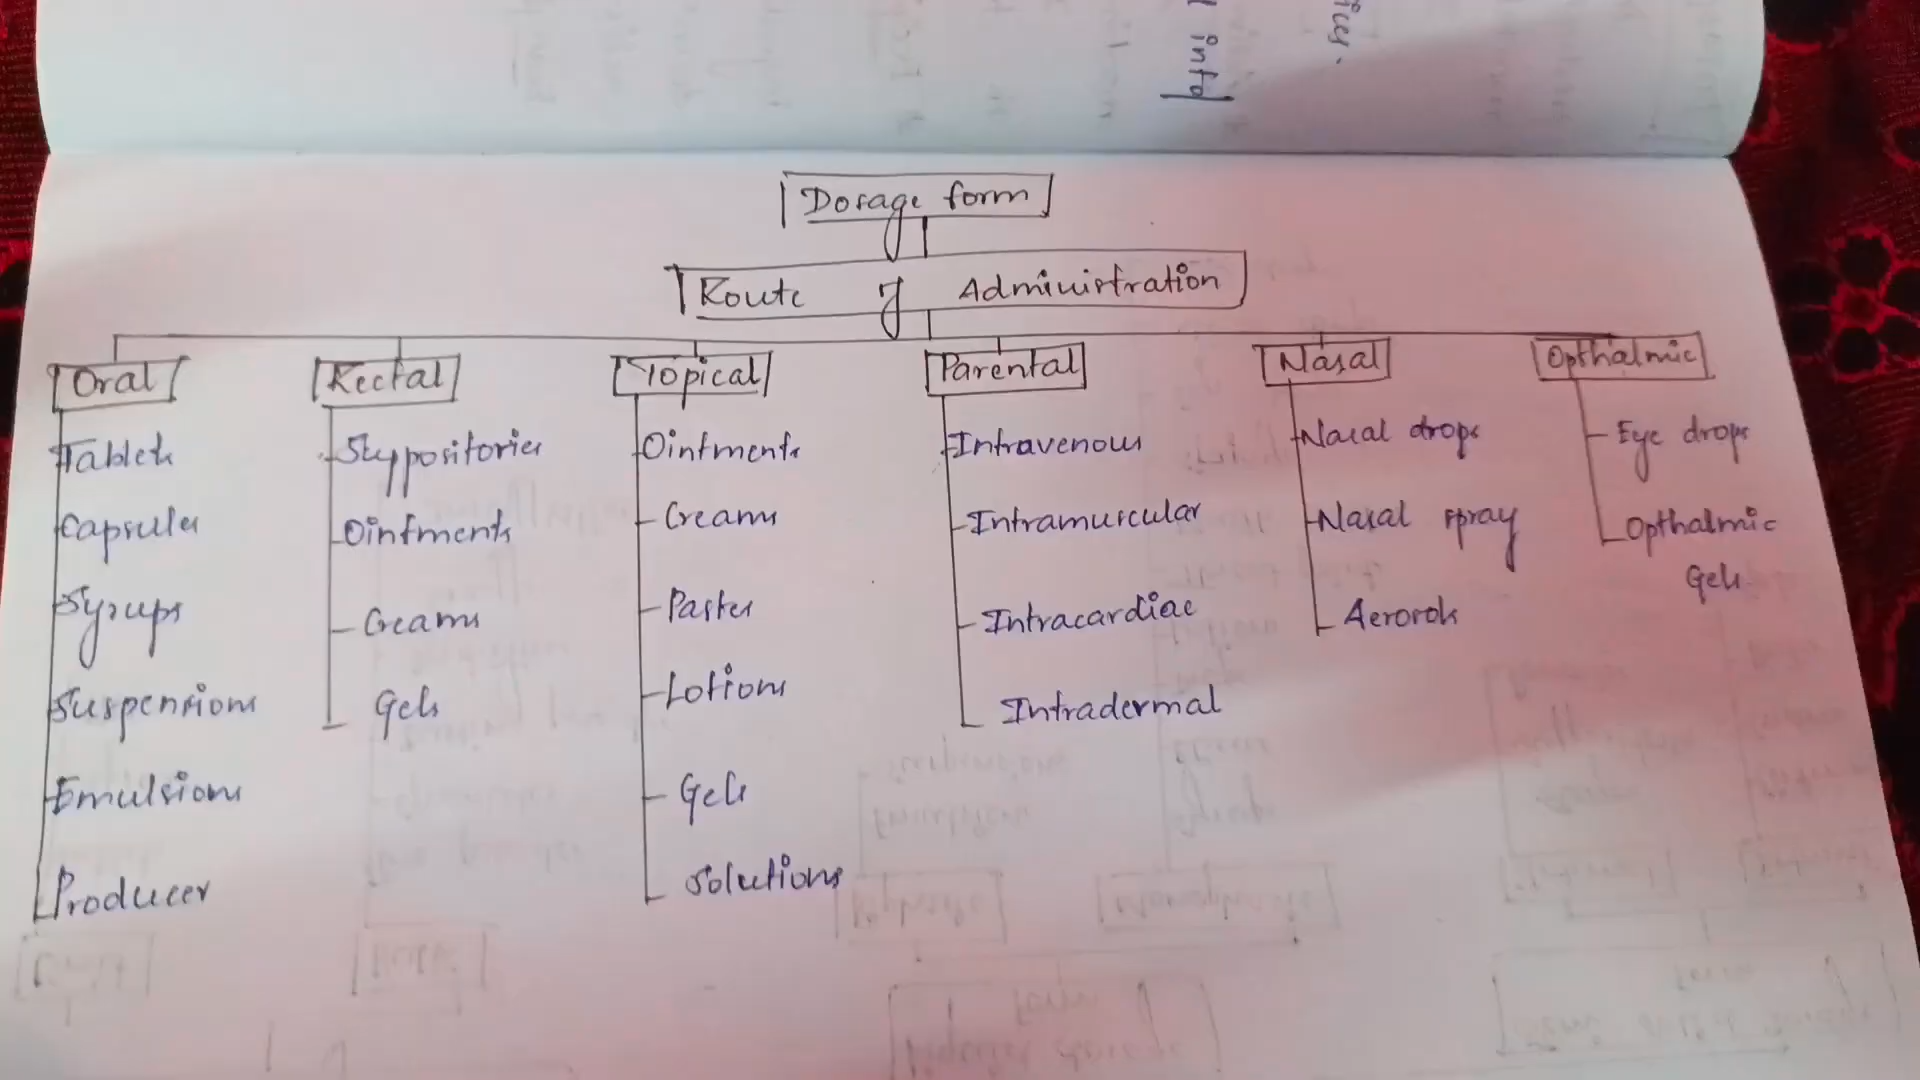 info
Dosage form
Route of Administration
Oral
Tablets
Capsules
Syrups
Suspensions
Emulsions
Producer
Rectal
Suppositories
Ointments
Creams
Gels
Topical
Ointments
Creams
Pastes
Lotions
Gels
Solutions
Parental
Intravenous
Intramuscular
Intracardiac
Intradermal
Nasal
Nasal drops
Nasal spray
Aerosols
Opthalmic
Eye drops
Opthalmic
Gels